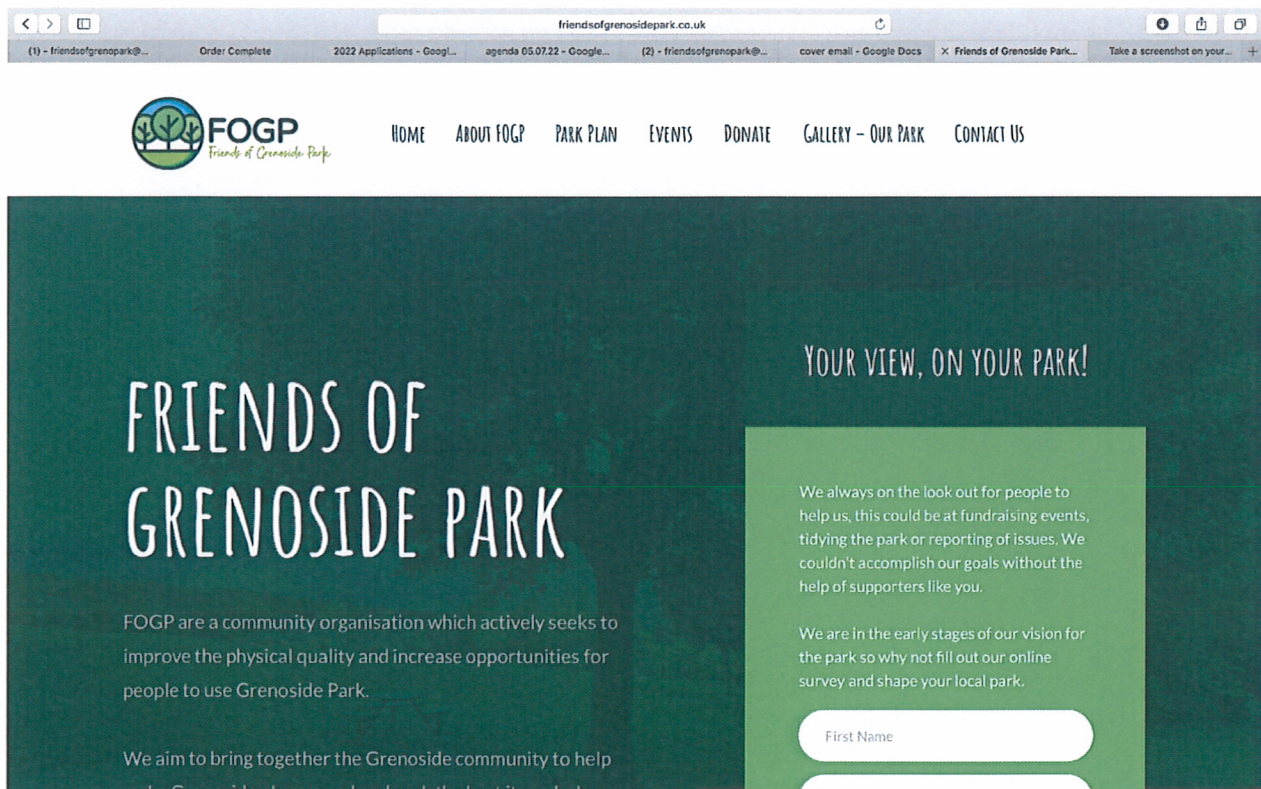 friendsofgrenosidepark.co.uk
(1) - friendsofgrenopark@...
Order Complete
2022 Applications - Googl...
agenda 05.07.22 - Google...
(2) - friendsofgrenopark@...
cover email - Google Docs
× Friends of Grenoside Park...
Take a screenshot on your...
FOGP
Friends of Grenoside Park
Home
About FOGP
Park Plan
Events
Donate
Gallery – Our Park
Contact Us
FRIENDS OF
GRENOSIDE PARK
FOGP are a community organisation which actively seeks to
improve the physical quality and increase opportunities for
people to use Grenoside Park.
We aim to bring together the Grenoside community to help
Your view, on your park!
We always on the look out for people to
help us, this could be at fundraising events,
tidying the park or reporting of issues. We
couldn't accomplish our goals without the
help of supporters like you.
We are in the early stages of our vision for
the park so why not fill out our online
survey and shape your local park.
First Name